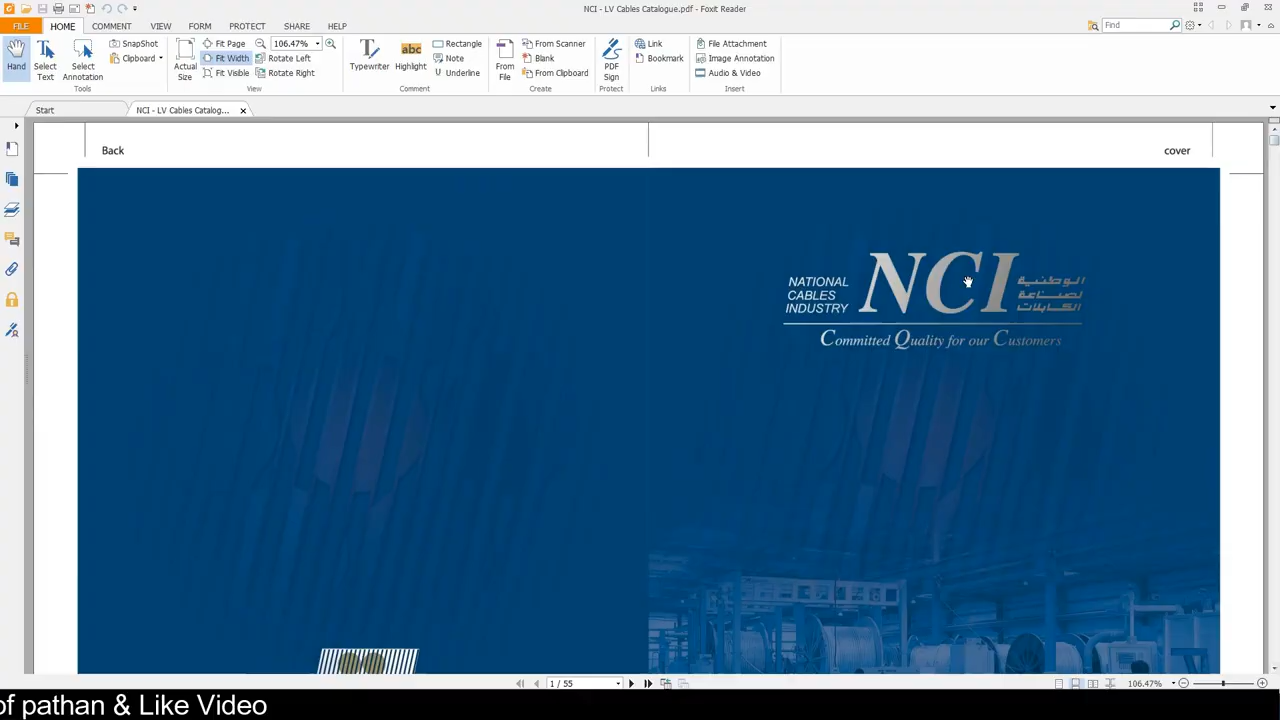 NCI - LV Cables Catalogue.pdf - Foxit Reader
FILE HOME COMMENT VIEW FORM PROTECT SHARE HELP
Find
Hand
Select Text
Select Annotation
SnapShot
Clipboard
Tools
Actual Size
Fit Page
Fit Width
Fit Visible
106.47%
Rotate Left
Rotate Right
View
Typewriter
abc
Highlight
Rectangle
Note
Underline
Comment
From File
From Scanner
Blank
From Clipboard
Create
PDF Sign
Protect
Link
Bookmark
Links
File Attachment
Image Annotation
Audio & Video
Insert
Start
NCI - LV Cables Catalog...
Back
cover
NATIONAL
CABLES
INDUSTRY
NCI
الوطنية
لصناعة
الكابلات
Committed Quality for our Customers
1 / 55
106.47%
of pathan & Like Video